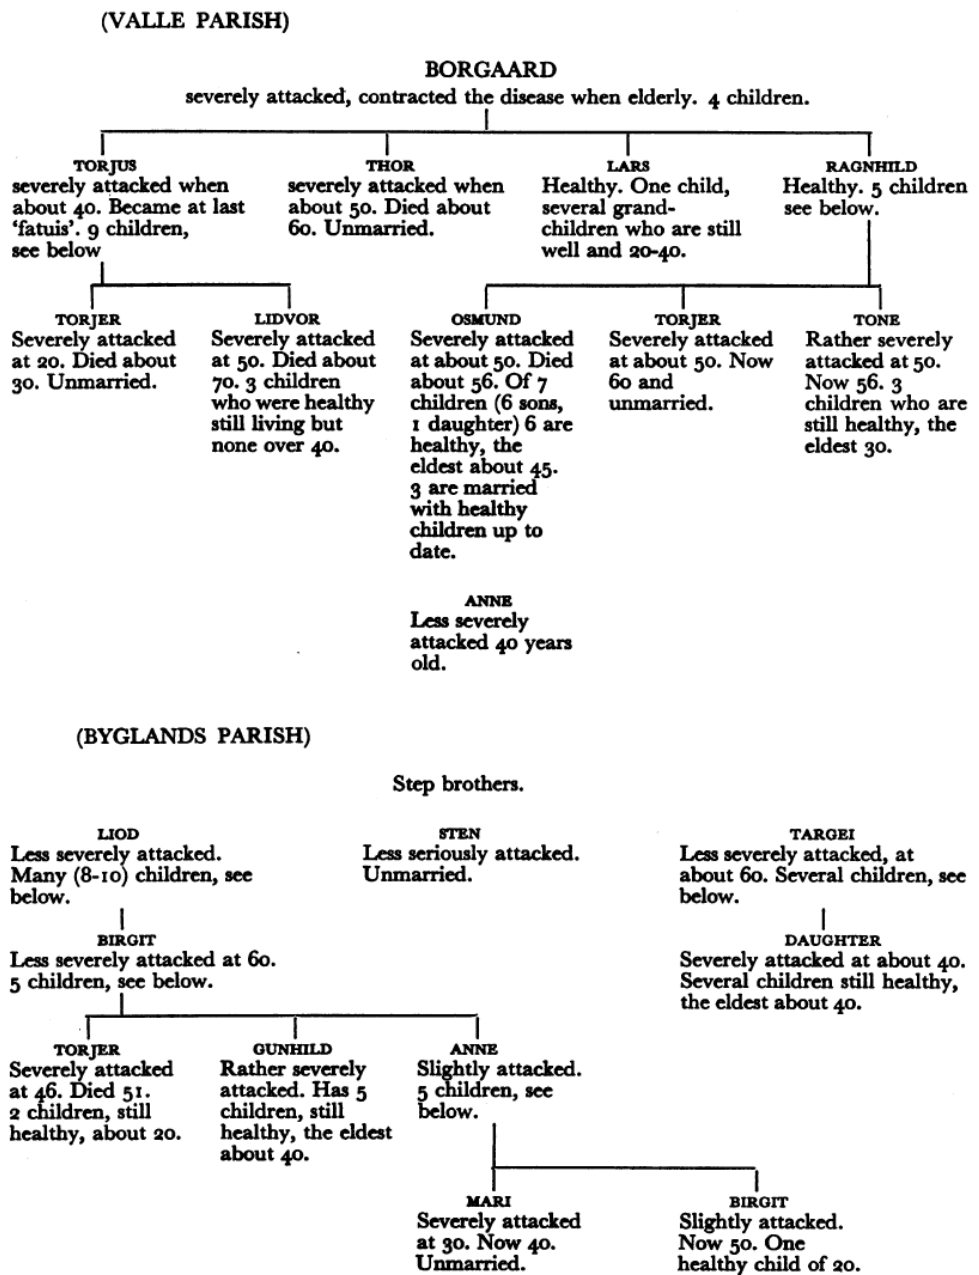 (VALLE PARISH)
BORGAARD
severely attacked, contracted the disease when elderly. 4 children.
TORJUS
severely attacked when
about 40. Became at last
'fatuis'. 9 children,
see below
THOR
severely attacked when
about 50. Died about
60. Unmarried.
LARS
Healthy. One child,
several grand-
children who are still
well and 20-40.
RAGNHILD
Healthy. 5 children
see below.
TORJER
Severely attacked
at 20. Died about
30. Unmarried.
LIDVOR
Severely attacked
at 50. Died about
70. 3 children
who were healthy
still living but
none over 40.
OSMUND
Severely attacked
at about 50. Died
about 56. Of 7
children (6 sons,
1 daughter) 6 are
healthy, the
eldest about 45.
3 are married
with healthy
children up to
date.
TORJER
Severely attacked
at about 50. Now
60 and
unmarried.
TONE
Rather severely
attacked at 50.
Now 56. 3
children who are
still healthy, the
eldest 30.
ANNE
Less severely
attacked 40 years
old.
(BYGLANDS PARISH)
Step brothers.
LIOD
Less severely attacked.
Many (8-10) children, see
below.
STEN
Less seriously attacked.
Unmarried.
TARGEI
Less severely attacked, at
about 60. Several children, see
below.
BIRGIT
Less severely attacked at 60.
5 children, see below.
DAUGHTER
Severely attacked at about 40.
Several children still healthy,
the eldest about 40.
TORJER
Severely attacked
at 46. Died 51.
2 children, still
healthy, about 20.
GUNHILD
Rather severely
attacked. Has 5
children, still
healthy, the eldest
about 40.
ANNE
Slightly attacked.
5 children, see
below.
MARI
Severely attacked
at 30. Now 40.
Unmarried.
BIRGIT
Slightly attacked.
Now 50. One
healthy child of 20.